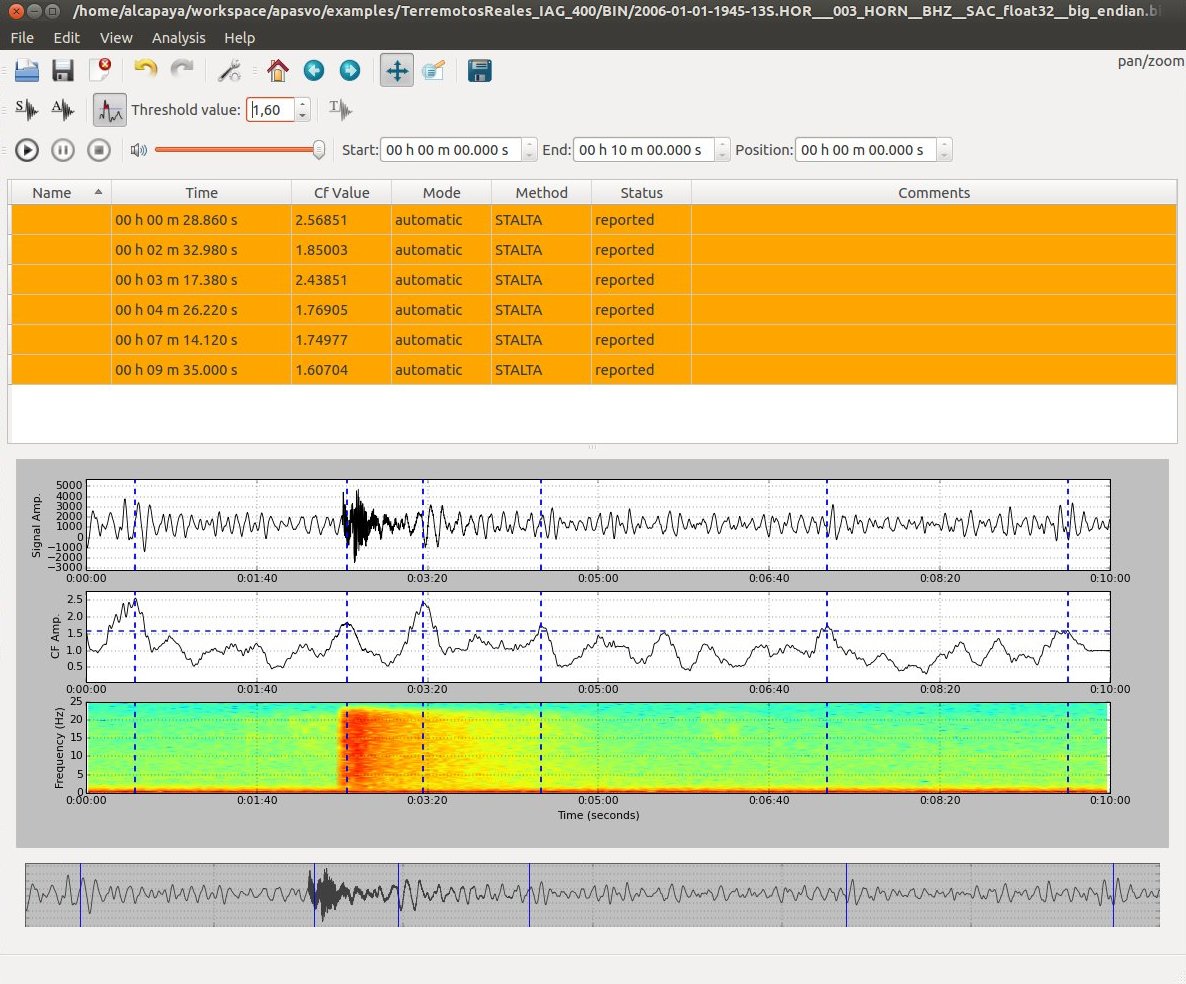 /home/alcapaya/workspace/apasvo/examples/TerremotosReales_IAG_400/BIN/2006-01-01-1945-13S.HOR___003_HORN__BHZ__SAC_float32__big_endian.bi
File Edit View Analysis Help
pan/zoom
S A Threshold value: 1,60 T
Start: 00 h 00 m 00.000 s End: 00 h 10 m 00.000 s Position: 00 h 00 m 00.000 s
Name Time Cf Value Mode Method Status Comments
00 h 00 m 28.860 s 2.56851 automatic STALTA reported
00 h 02 m 32.980 s 1.85003 automatic STALTA reported
00 h 03 m 17.380 s 2.43851 automatic STALTA reported
00 h 04 m 26.220 s 1.76905 automatic STALTA reported
00 h 07 m 14.120 s 1.74977 automatic STALTA reported
00 h 09 m 35.000 s 1.60704 automatic STALTA reported
Signal Amp.
5000
4000
3000
2000
1000
0
−1000
−2000
−3000
0:00:00 0:01:40 0:03:20 0:05:00 0:06:40 0:08:20 0:10:00
CF Amp.
2.5
2.0
1.5
1.0
0.5
0:00:00 0:01:40 0:03:20 0:05:00 0:06:40 0:08:20 0:10:00
Frequency (Hz)
25
20
15
10
5
0
0:00:00 0:01:40 0:03:20 0:05:00 0:06:40 0:08:20 0:10:00
Time (seconds)